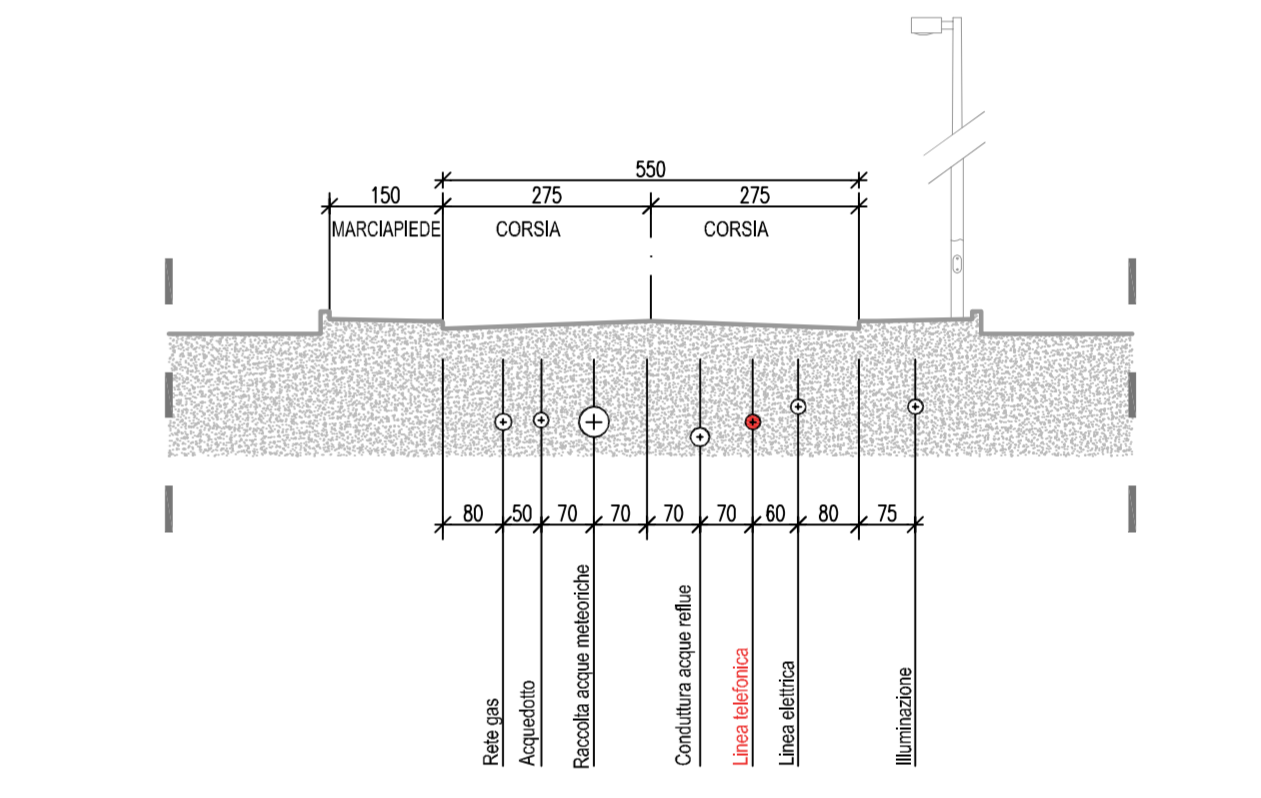 550
150 275 275
MARCIAPIEDE CORSIA CORSIA
80 50 70 70 70 70 60 80 75
Rete gas
Acquedotto
Raccolta acque meteoriche
Conduttura acque reflue
Linea telefonica
Linea elettrica
Illuminazione